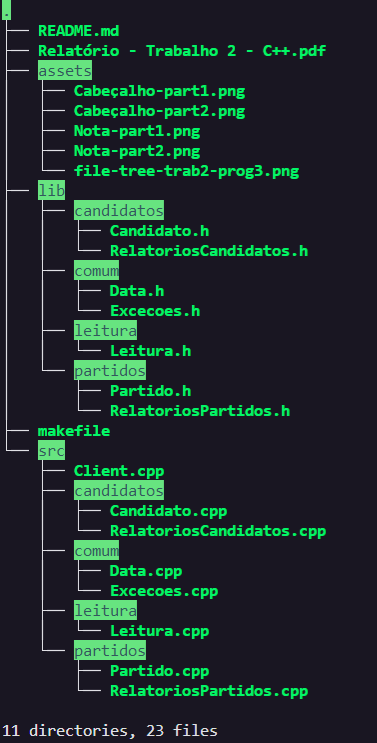 .
├── README.md
├── Relatório - Trabalho 2 - C++.pdf
├── assets
│   ├── Cabeçalho-part1.png
│   ├── Cabeçalho-part2.png
│   ├── Nota-part1.png
│   ├── Nota-part2.png
│   └── file-tree-trab2-prog3.png
├── lib
│   ├── candidatos
│   │   ├── Candidato.h
│   │   └── RelatoriosCandidatos.h
│   ├── comum
│   │   ├── Data.h
│   │   └── Excecoes.h
│   ├── leitura
│   │   └── Leitura.h
│   └── partidos
│       ├── Partido.h
│       └── RelatoriosPartidos.h
├── makefile
└── src
    ├── Client.cpp
    ├── candidatos
    │   ├── Candidato.cpp
    │   └── RelatoriosCandidatos.cpp
    ├── comum
    │   ├── Data.cpp
    │   └── Excecoes.cpp
    ├── leitura
    │   └── Leitura.cpp
    └── partidos
        ├── Partido.cpp
        └── RelatoriosPartidos.cpp
11 directories, 23 files